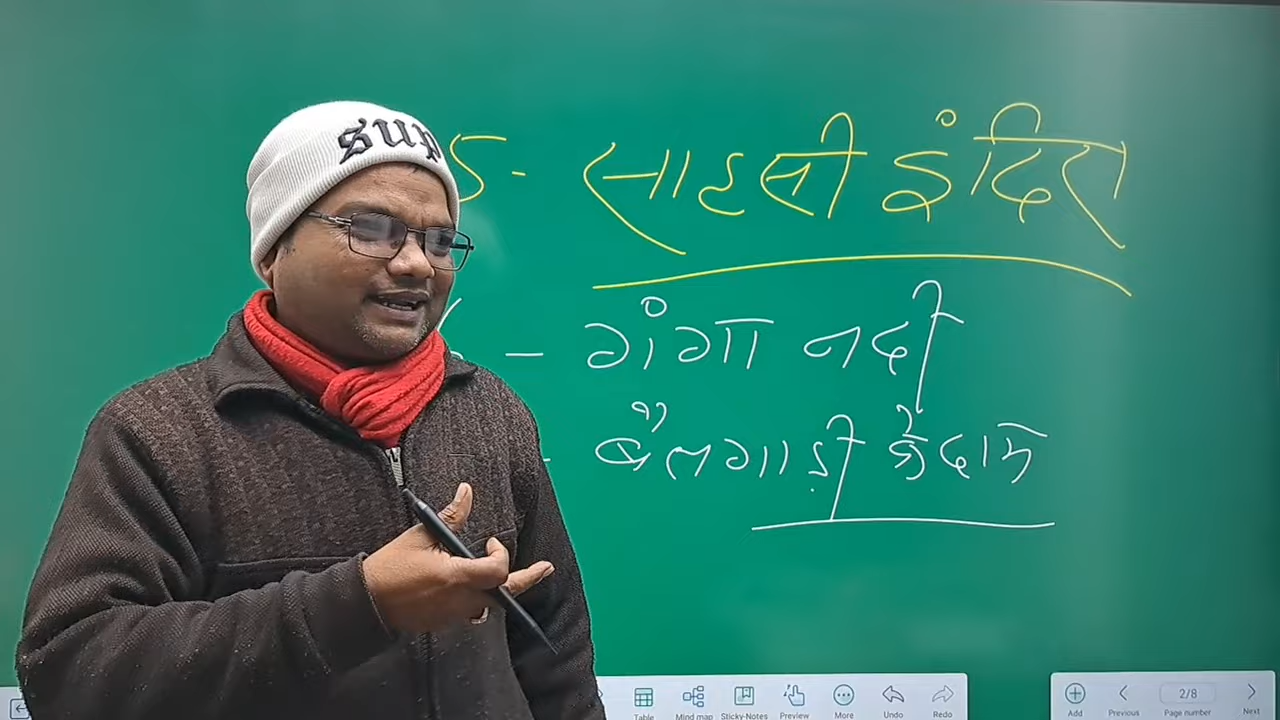 sup
5- साहसी इंदिरा
- गंगा नदी
- बैलगाड़ी के दाम
Table Mind map Sticky-Notes Preview More Undo Redo Add Previous 2/8 Page number Next